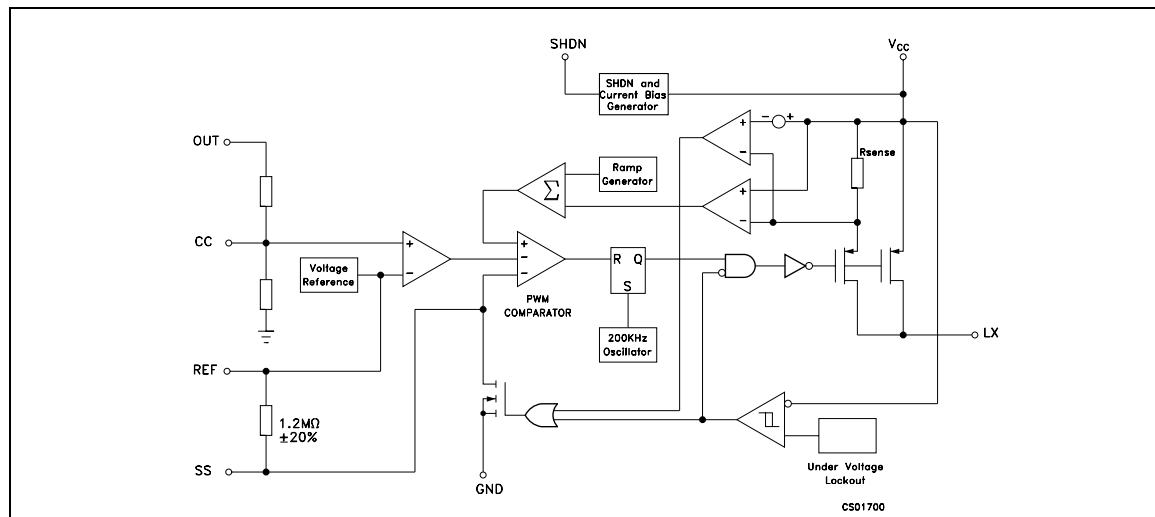 SHDN
VCC
SHDN and
Current Bias
Generator
OUT
- +
+
-
Rsense
Ramp
Generator
Σ
+
-
CC
+
-
Voltage
Reference
+
-
-
PWM
COMPARATOR
R Q
S
200KHz
Oscillator
LX
REF
1.2MΩ
±20%
SS
GND
Under Voltage
Lockout
CS01700